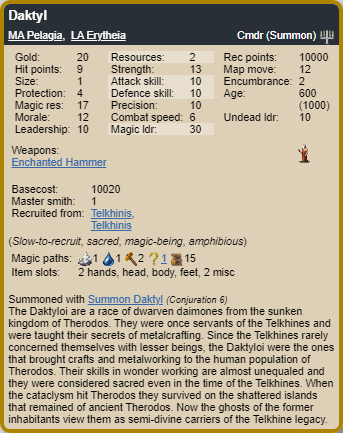 Daktyl
MA Pelagia, LA Erytheia Cmdr (Summon)
Gold: 20 Resources: 2 Rec points: 10000
Hit points: 9 Strength: 13 Map move: 12
Size: 1 Attack skill: 10 Encumbrance: 2
Protection: 4 Defence skill: 10 Age: 600
Magic res: 17 Precision: 10 (1000)
Morale: 12 Combat speed: 6 Undead ldr: 10
Leadership: 10 Magic ldr: 30
Weapons:
Enchanted Hammer
Basecost: 10020
Master smith: 1
Recruited from: Telkhinis,
Telkhinis
(Slow-to-recruit, sacred, magic-being, amphibious)
Magic paths: 1 1 2 ?1 15
Item slots: 2 hands, head, body, feet, 2 misc
Summoned with Summon Daktyl (Conjuration 6)
The Daktyloi are a race of dwarven daimones from the sunken
kingdom of Therodos. They were once servants of the Telkhines and
were taught their secrets of metalcrafting. Since the Telkhines rarely
concerned themselves with lesser beings, the Daktyloi were the ones
that brought crafts and metalworking to the human population of
Therodos. Their skills in wonder working are almost unequaled and
they were considered sacred even in the time of the Telkhines. When
the cataclysm hit Therodos they survived on the shattered islands
that remained of ancient Therodos. Now the ghosts of the former
inhabitants view them as semi-divine carriers of the Telkhine legacy.